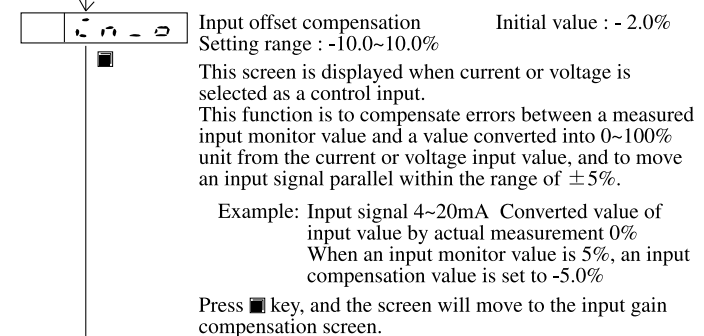 in_o
Input offset compensation Initial value : - 2.0%
Setting range : -10.0~10.0%
This screen is displayed when current or voltage is
selected as a control input.
This function is to compensate errors between a measured
input monitor value and a value converted into 0~100%
unit from the current or voltage input value, and to move
an input signal parallel within the range of ±5%.
Example: Input signal 4~20mA Converted value of
input value by actual measurement 0%
When an input monitor value is 5%, an input
compensation value is set to -5.0%
Press ▣ key, and the screen will move to the input gain
compensation screen.